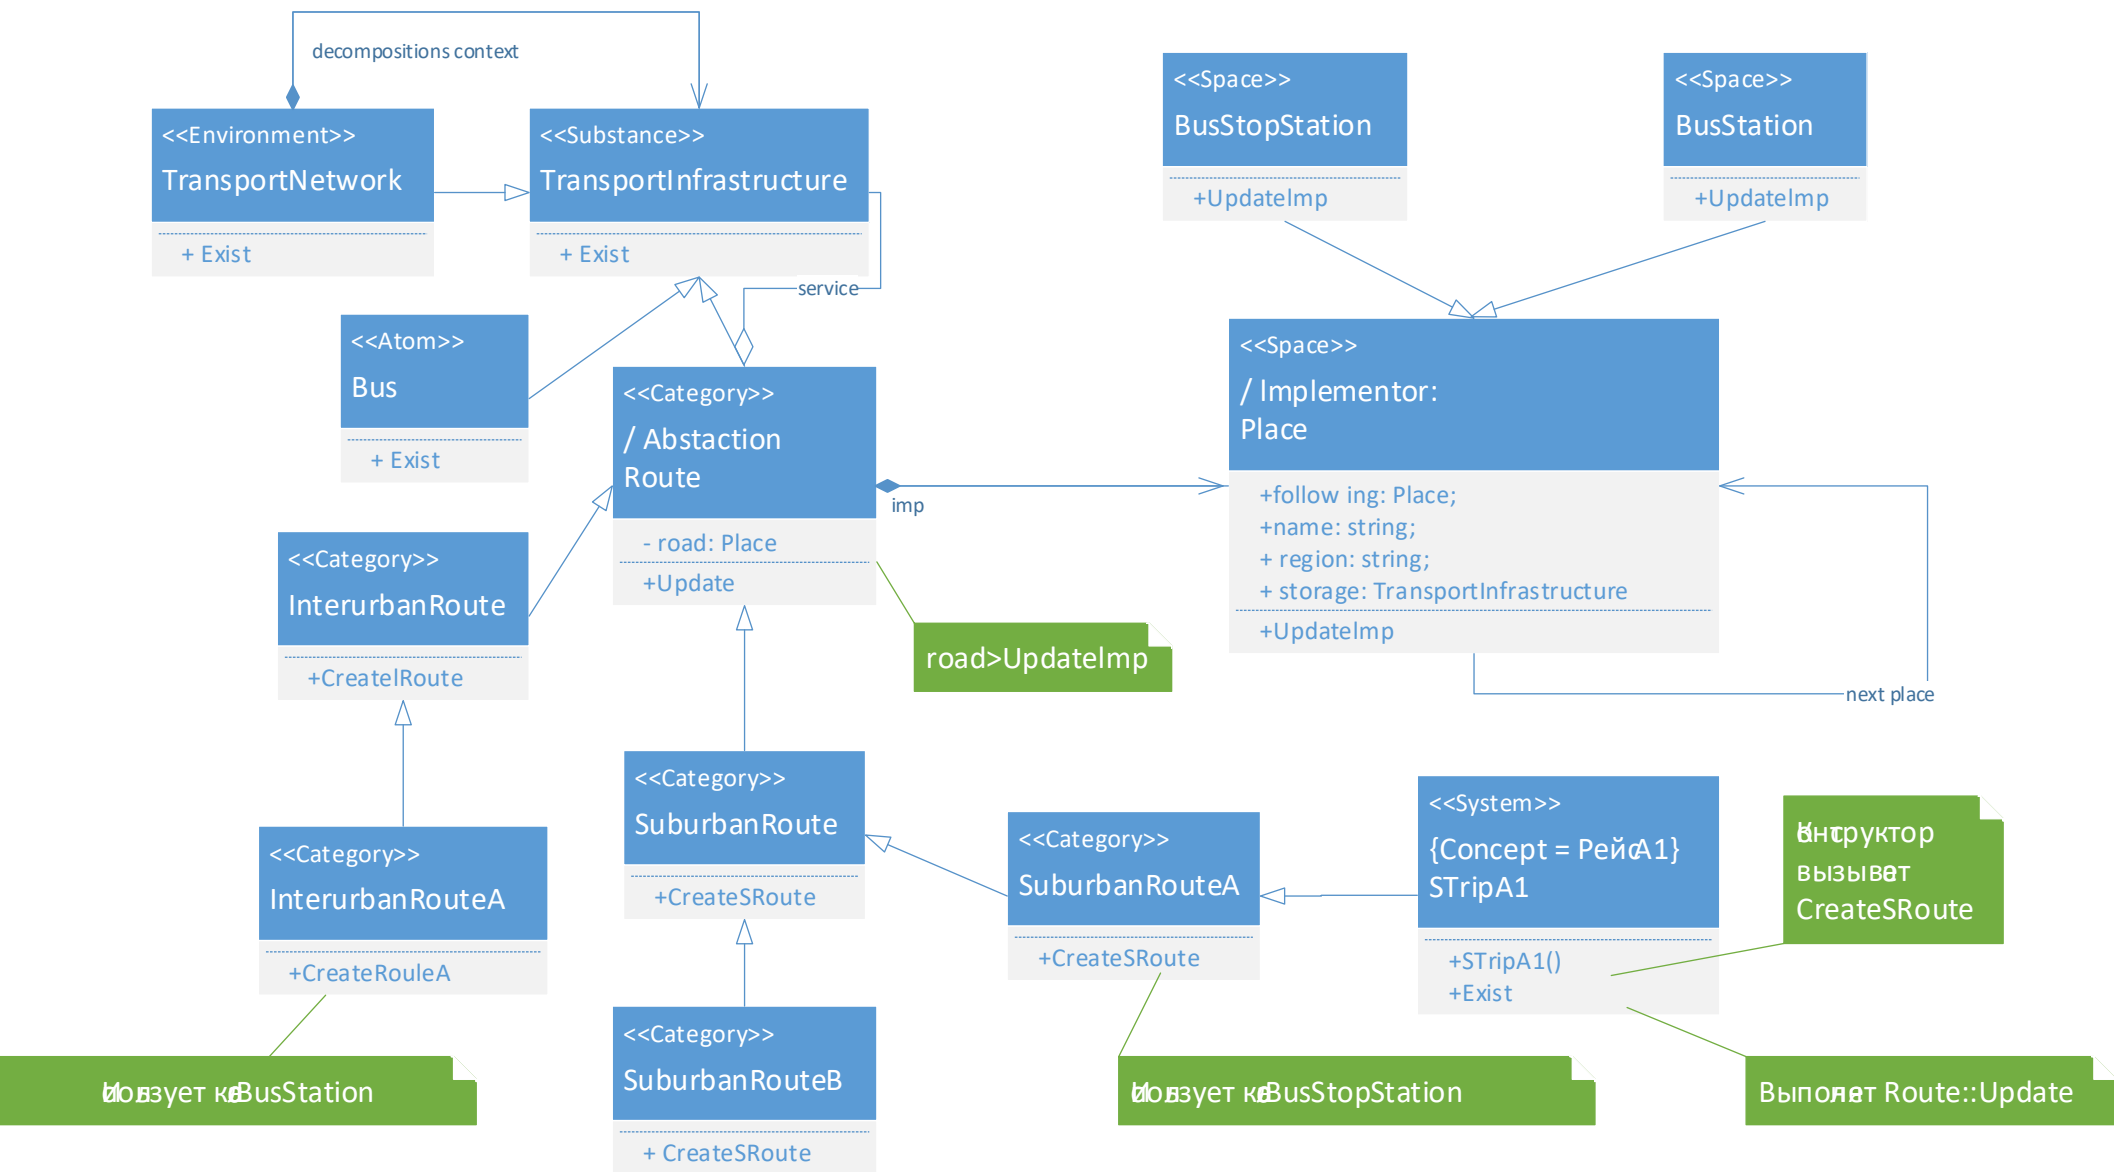 decompositions context
<<Environment>>
TransportNetwork
+ Exist
<<Substance>>
TransportInfrastructure
+ Exist
service
<<Space>>
BusStopStation
+UpdateImp
<<Space>>
BusStation
+UpdateImp
<<Atom>>
Bus
+ Exist
<<Category>>
/ Abstaction
Route
- road: Place
+Update
imp
<<Space>>
/ Implementor:
Place
+follow ing: Place;
+name: string;
+ region: string;
+ storage: TransportInfrastructure
+UpdateImp
next place
road>UpdateImp
<<Category>>
InterurbanRoute
+CreateIRoute
<<Category>>
InterurbanRouteA
+CreateRouleA
<<Category>>
SuburbanRoute
+CreateSRoute
<<Category>>
SuburbanRouteA
+CreateSRoute
<<System>>
{Concept = РейсA1}
STripA1
+STripA1()
+Exist
CreateSRoute
<<Category>>
SuburbanRouteB
+ CreateSRoute
BusStation
BusStopStation
Route::Update